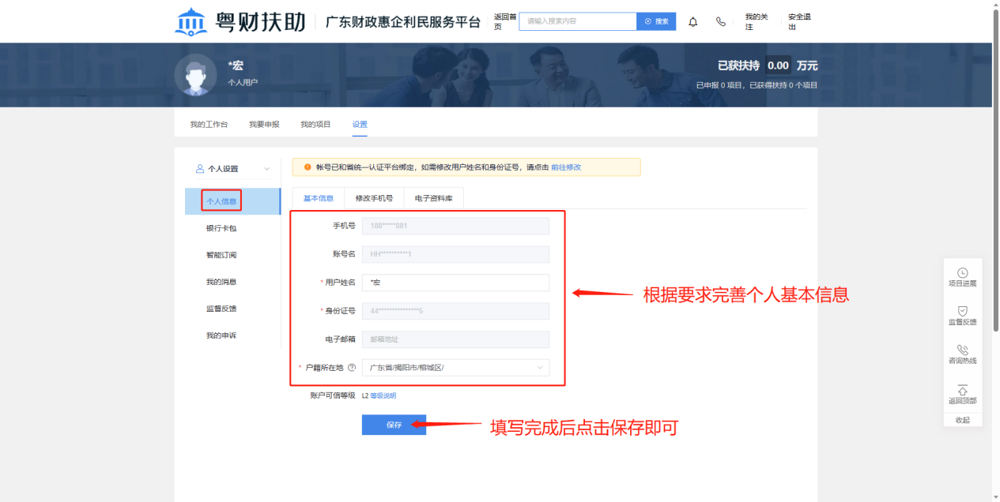 粤财扶助
广东财政惠企利民服务平台
返回首页
请输入搜索内容
搜索
我的关注
安全退出
*宏
个人用户
已获扶持 0.00 万元
已申报 0 项目，已获得扶持 0 个项目
我的工作台 我要申报 我的项目 设置
个人设置
个人信息
银行卡包
智能订阅
我的消息
监督反馈
我的申诉
帐号已和省统一认证平台绑定，如需修改用户姓名和身份证号，请点击 前往修改
基本信息 修改手机号 电子资料库
手机号 188*****881
账号名 HH**********1
* 用户姓名 *宏
* 身份证号 44***************5
电子邮箱 邮箱地址
* 户籍所在地 广东省/揭阳市/榕城区/
账户可信等级 L2 等级说明
保存
根据要求完善个人基本信息
填写完成后点击保存即可
项目进展
监督反馈
咨询热线
返回顶部
收起